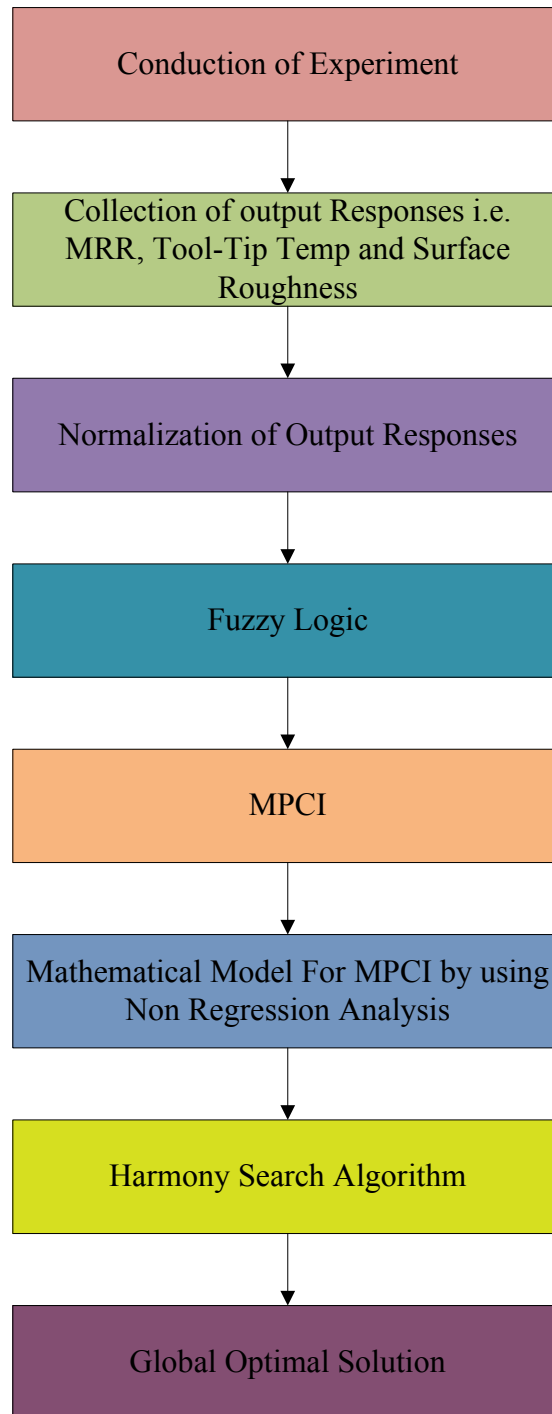 Conduction of Experiment
Collection of output Responses i.e.
MRR, Tool-Tip Temp and Surface
Roughness
Normalization of Output Responses
Fuzzy Logic
MPCI
Mathematical Model For MPCI by using
Non Regression Analysis
Harmony Search Algorithm
Global Optimal Solution